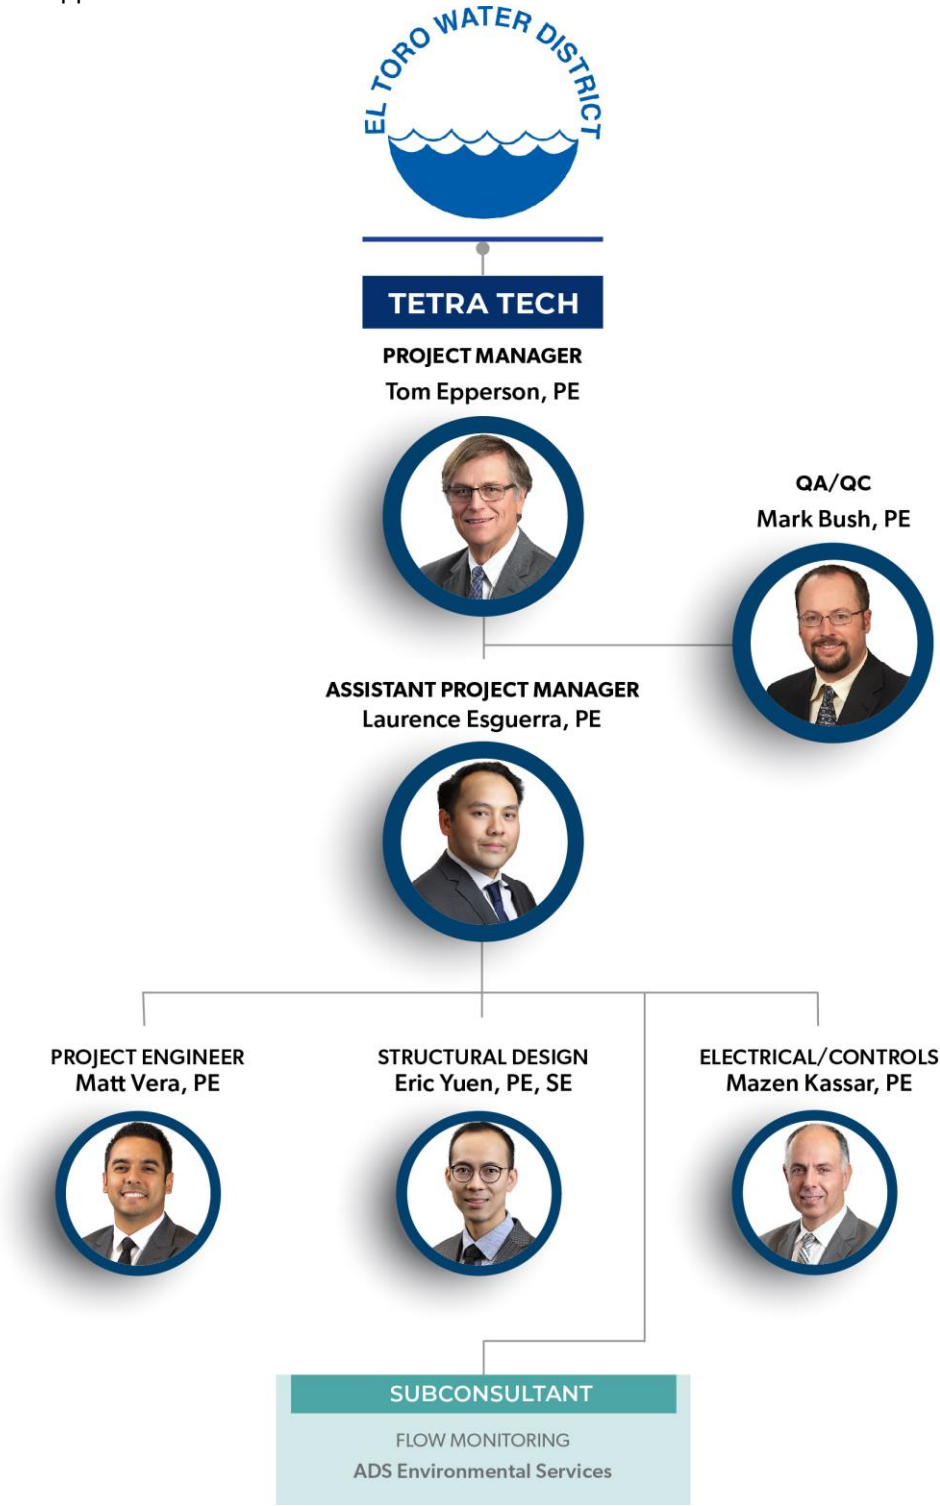 EL TORO WATER DISTRICT
TETRA TECH
PROJECT MANAGER
Tom Epperson, PE
QA/QC
Mark Bush, PE
ASSISTANT PROJECT MANAGER
Laurence Esguerra, PE
PROJECT ENGINEER
Matt Vera, PE
STRUCTURAL DESIGN
Eric Yuen, PE, SE
ELECTRICAL/CONTROLS
Mazen Kassar, PE
SUBCONSULTANT
FLOW MONITORING
ADS Environmental Services